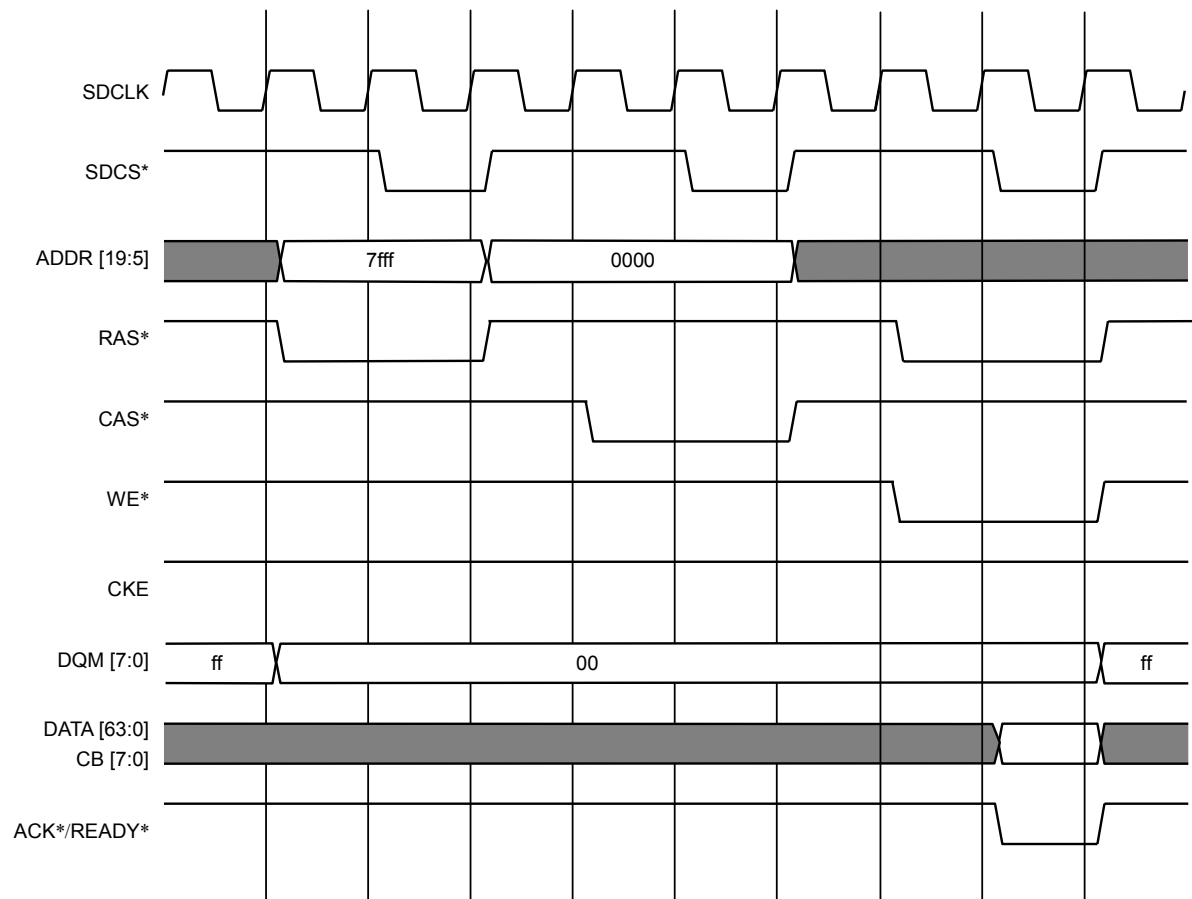 SDCLK
SDCS*
ADDR [19:5]
7fff
0000
RAS*
CAS*
WE*
CKE
DQM [7:0]
ff
00
ff
DATA [63:0]
CB [7:0]
ACK*/READY*